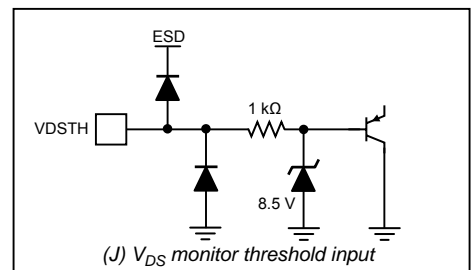 ESD
VDSTH
1 kΩ
8.5 V
(J) VDS monitor threshold input